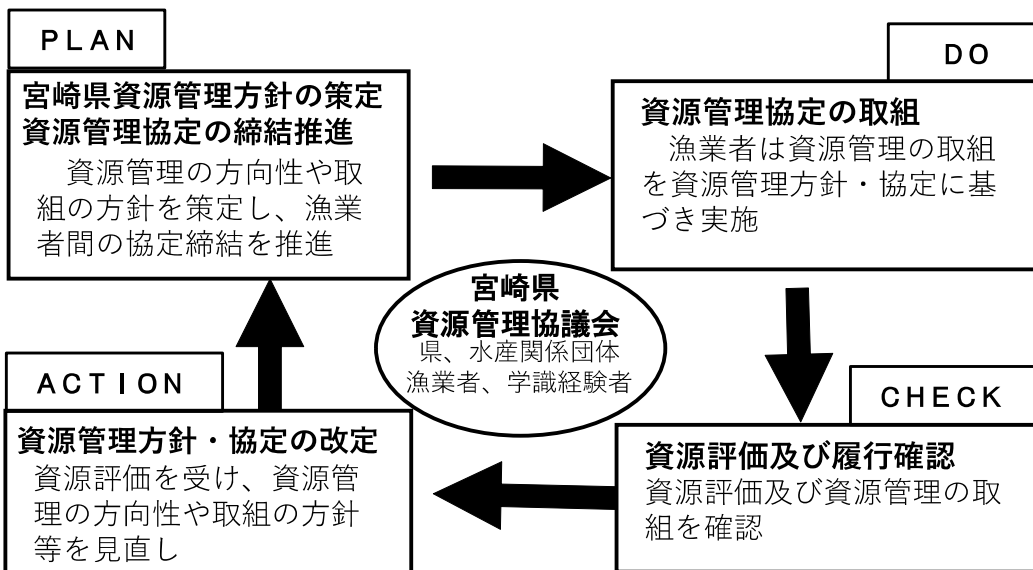 PLAN
宮崎県資源管理方針の策定
資源管理協定の締結推進
資源管理の方向性や取
組の方針を策定し、漁業
者間の協定締結を推進
DO
資源管理協定の取組
漁業者は資源管理の取組
を資源管理方針・協定に基
づき実施
宮崎県
資源管理協議会
県、水産関係団体
漁業者、学識経験者
CHECK
資源評価及び履行確認
資源評価及び資源管理の取
組を確認
ACTION
資源管理方針・協定の改定
資源評価を受け、資源管
理の方向性や取組の方針
等を見直し